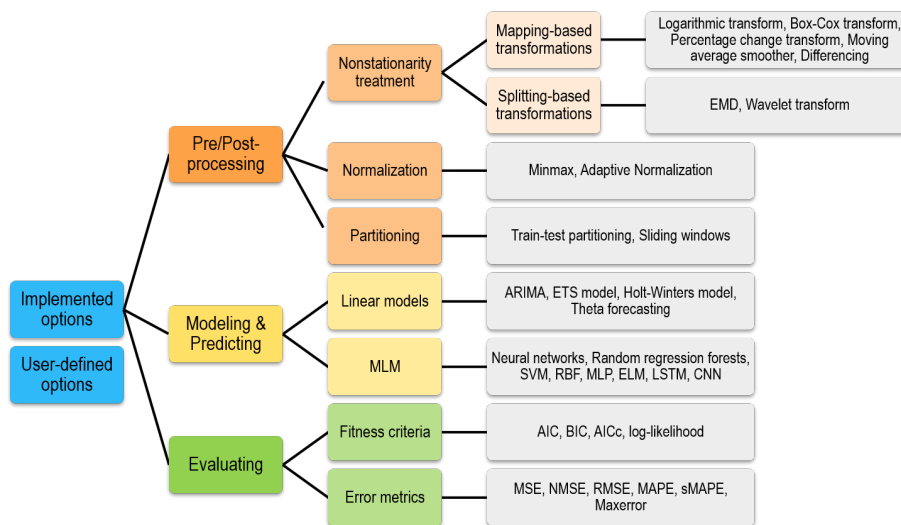 Implemented
options
User-defined
options
Pre/Post-
processing
Nonstationarity
treatment
Mapping-based
transformations
Logarithmic transform, Box-Cox transform,
Percentage change transform, Moving
average smoother, Differencing
Splitting-based
transformations
EMD, Wavelet transform
Normalization
Minmax, Adaptive Normalization
Partitioning
Train-test partitioning, Sliding windows
Modeling &
Predicting
Linear models
ARIMA, ETS model, Holt-Winters model,
Theta forecasting
MLM
Neural networks, Random regression forests,
SVM, RBF, MLP, ELM, LSTM, CNN
Evaluating
Fitness criteria
AIC, BIC, AICc, log-likelihood
Error metrics
MSE, NMSE, RMSE, MAPE, sMAPE,
Maxerror